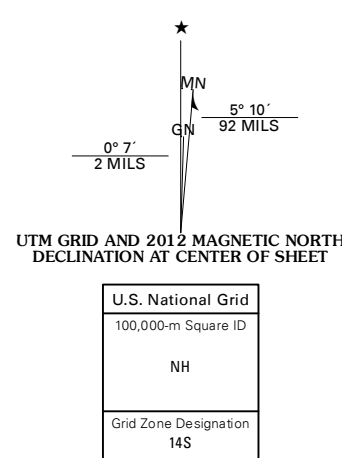 ★
MN
GN
5° 10´
92 MILS
0° 7´
2 MILS
UTM GRID AND 2012 MAGNETIC NORTH
DECLINATION AT CENTER OF SHEET
U.S. National Grid
100,000-m Square ID
NH
Grid Zone Designation
14S